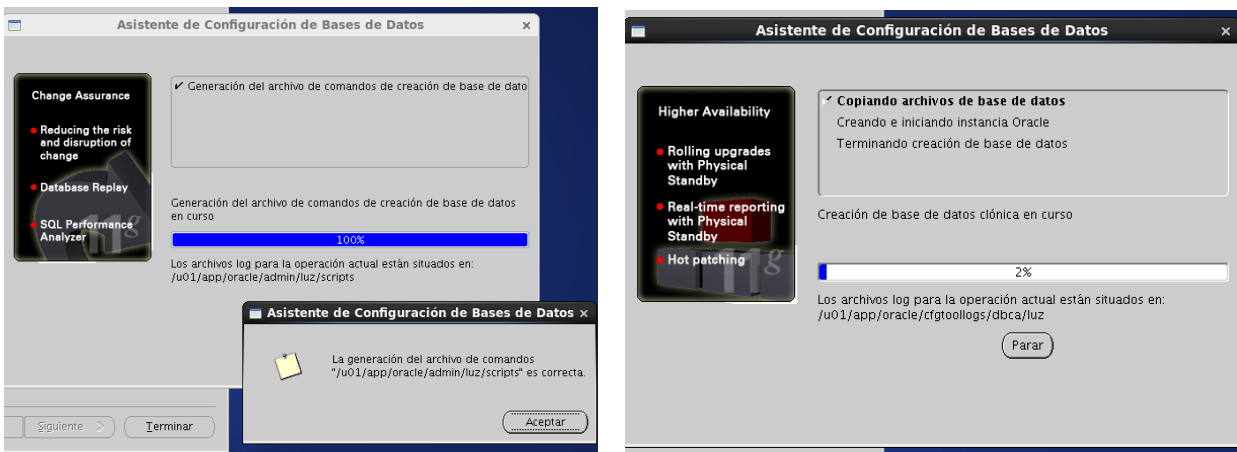 Asistente de Configuración de Bases de Datos
Change Assurance
Reducing the risk
and disruption of
change
Database Replay
SQL Performance
Analyzer
11g
✔ Generación del archivo de comandos de creación de base de dato
Generación del archivo de comandos de creación de base de datos
en curso
100%
Los archivos log para la operación actual están situados en:
/u01/app/oracle/admin/luz/scripts
Asistente de Configuración de Bases de Datos
La generación del archivo de comandos
"/u01/app/oracle/admin/luz/scripts" es correcta.
Aceptar
Siguiente >
Terminar
Asistente de Configuración de Bases de Datos
Higher Availability
Rolling upgrades
with Physical
Standby
Real-time reporting
with Physical
Standby
Hot patching
11g
Copiando archivos de base de datos
Creando e iniciando instancia Oracle
Terminando creación de base de datos
Creación de base de datos clónica en curso
2%
Los archivos log para la operación actual están situados en:
/u01/app/oracle/cfgtoollogs/dbca/luz
Parar